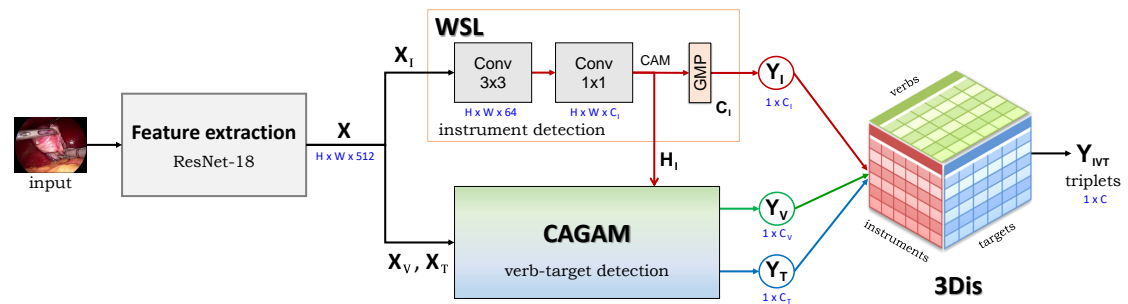 WSL
X_I
Conv
3x3
H x W x 64
Conv
1x1
H x W x C_I
CAM
GMP
C_I
instrument detection
Y_I
1 x C_I
input
Feature extraction
ResNet-18
X
H x W x 512
H_I
X_V , X_T
CAGAM
verb-target detection
Y_V
1 x C_V
Y_T
1 x C_T
verbs
instruments
targets
3Dis
Y_IVT
triplets
1 x C